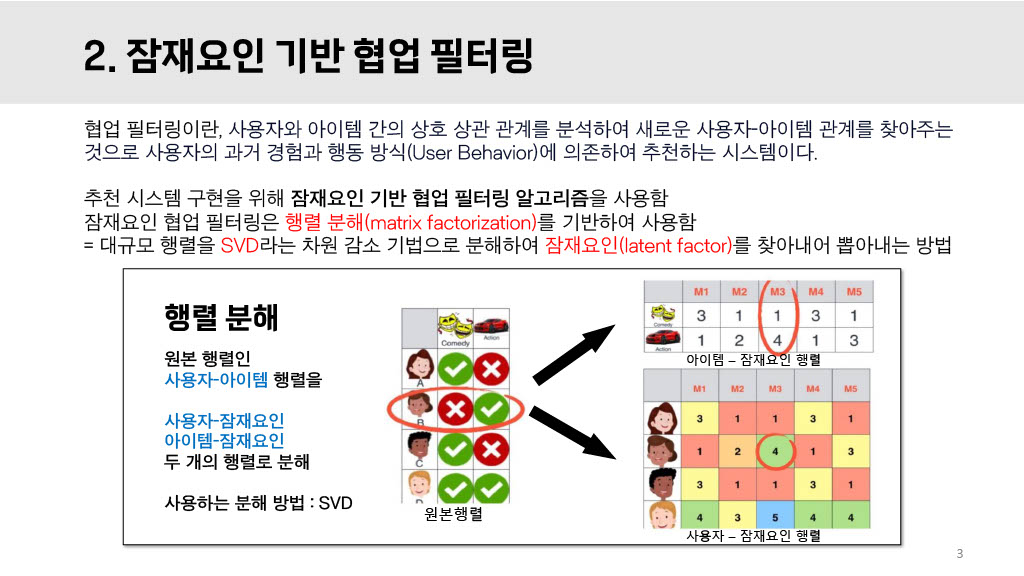 2. 잠재요인 기반 협업 필터링
협업 필터링이란, 사용자와 아이템 간의 상호 상관 관계를 분석하여 새로운 사용자-아이템 관계를 찾아주는
것으로 사용자의 과거 경험과 행동 방식(User Behavior)에 의존하여 추천하는 시스템이다.
추천 시스템 구현을 위해 잠재요인 기반 협업 필터링 알고리즘을 사용함
잠재요인 협업 필터링은 행렬 분해(matrix factorization)를 기반하여 사용함
= 대규모 행렬을 SVD라는 차원 감소 기법으로 분해하여 잠재요인(latent factor)를 찾아내어 뽑아내는 방법
행렬 분해
원본 행렬인
사용자-아이템 행렬을
사용자-잠재요인
아이템-잠재요인
두 개의 행렬로 분해
사용하는 분해 방법 : SVD
Comedy Action
A
B
C
D
원본행렬
M1 M2 M3 M4 M5
Comedy 3 1 1 3 1
Action 1 2 4 1 3
아이템 – 잠재요인 행렬
M1 M2 M3 M4 M5
3 1 1 3 1
1 2 4 1 3
3 1 1 3 1
4 3 5 4 4
사용자 – 잠재요인 행렬
3